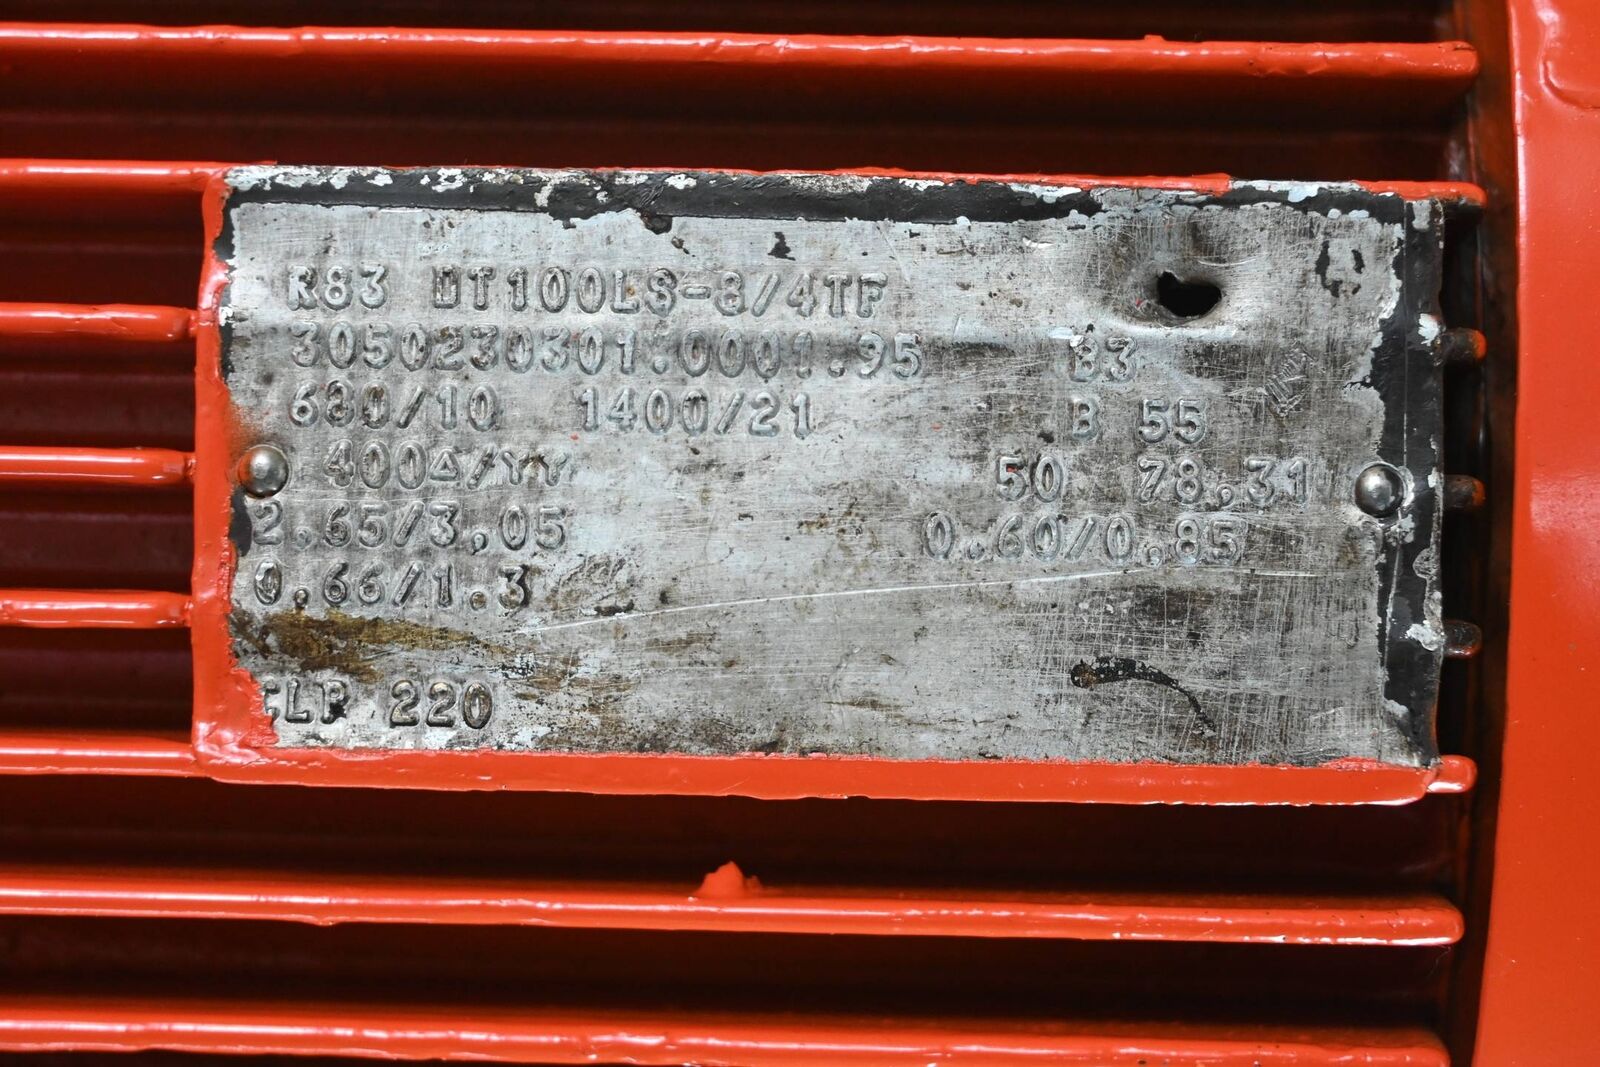 R83 DT100LS-8/4TF
3050230301.0001.95 B3
680/10 1400/21 B 55
400Δ/YY 50 78,31
2.65/3,05 0.60/0,85
0.66/1.3
CLP 220